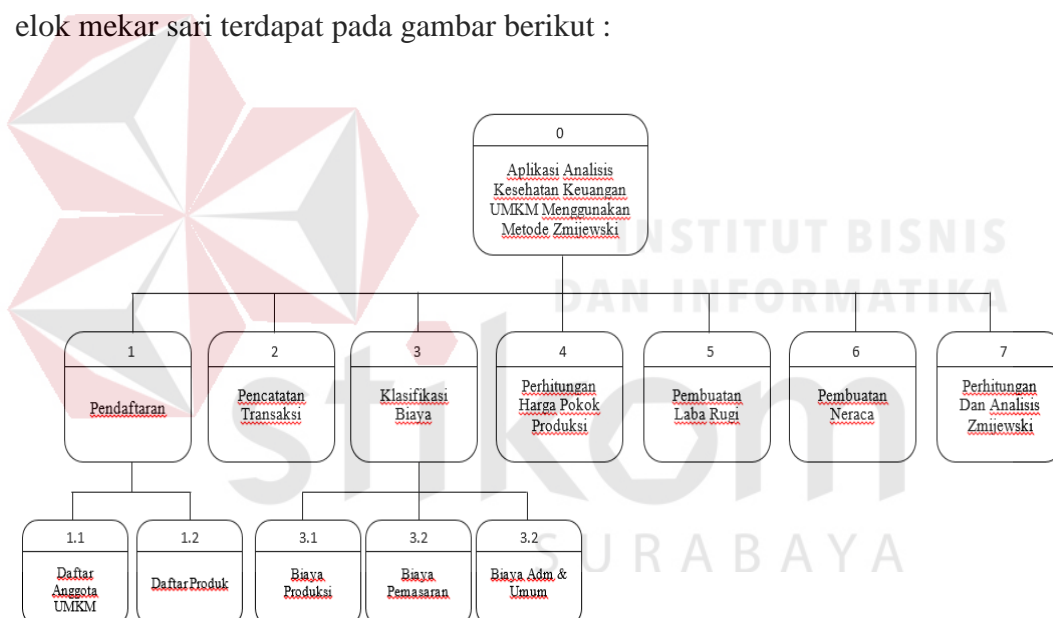 elok mekar sari terdapat pada gambar berikut :
0
Aplikasi Analisis
Kesehatan Keuangan
UMKM Menggunakan
Metode Zmijewski
INSTITUT BISNIS
DAN INFORMATIKA
stikom
SURABAYA
1
Pendaftaran
2
Pencatatan
Transaksi
3
Klasifikasi
Biaya
4
Perhitungan
Harga Pokok
Produksi
5
Pembuatan
Laba Rugi
6
Pembuatan
Neraca
7
Perhitungan
Dan Analisis
Zmijewski
1.1
Daftar
Anggota
UMKM
1.2
Daftar Produk
3.1
Biaya
Produksi
3.2
Biaya
Pemasaran
3.2
Biaya Adm &
Umum